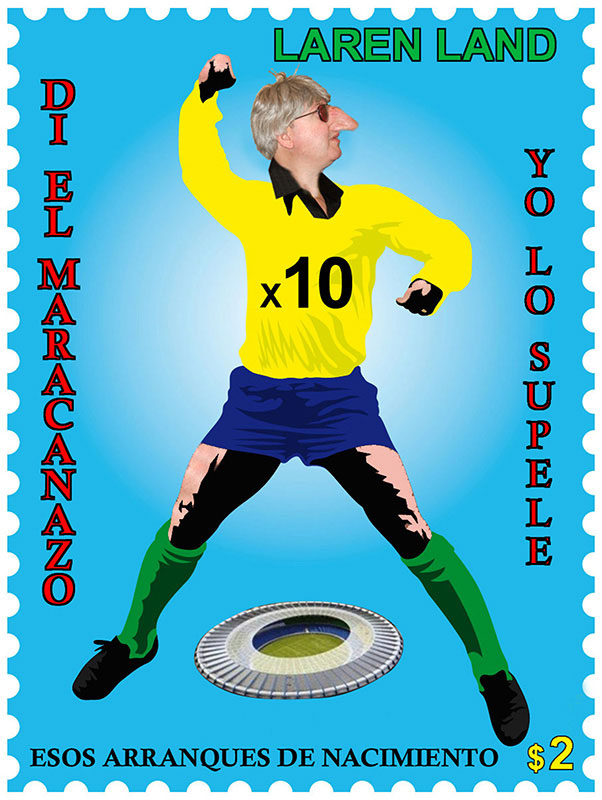 LAREN LAND
DI EL MARACANAZO
YO LO SUPELE
x10
ESOS ARRANQUES DE NACIMIENTO
$2